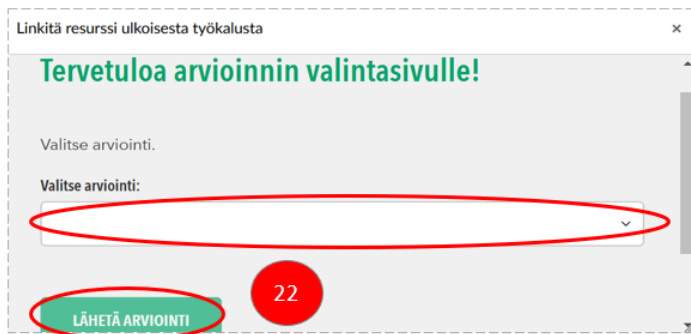 Linkitä resurssi ulkoisesta työkalusta ×
Tervetuloa arvioinnin valintasivulle!
Valitse arviointi.
Valitse arviointi:
22
LÄHETÄ ARVIOINTI